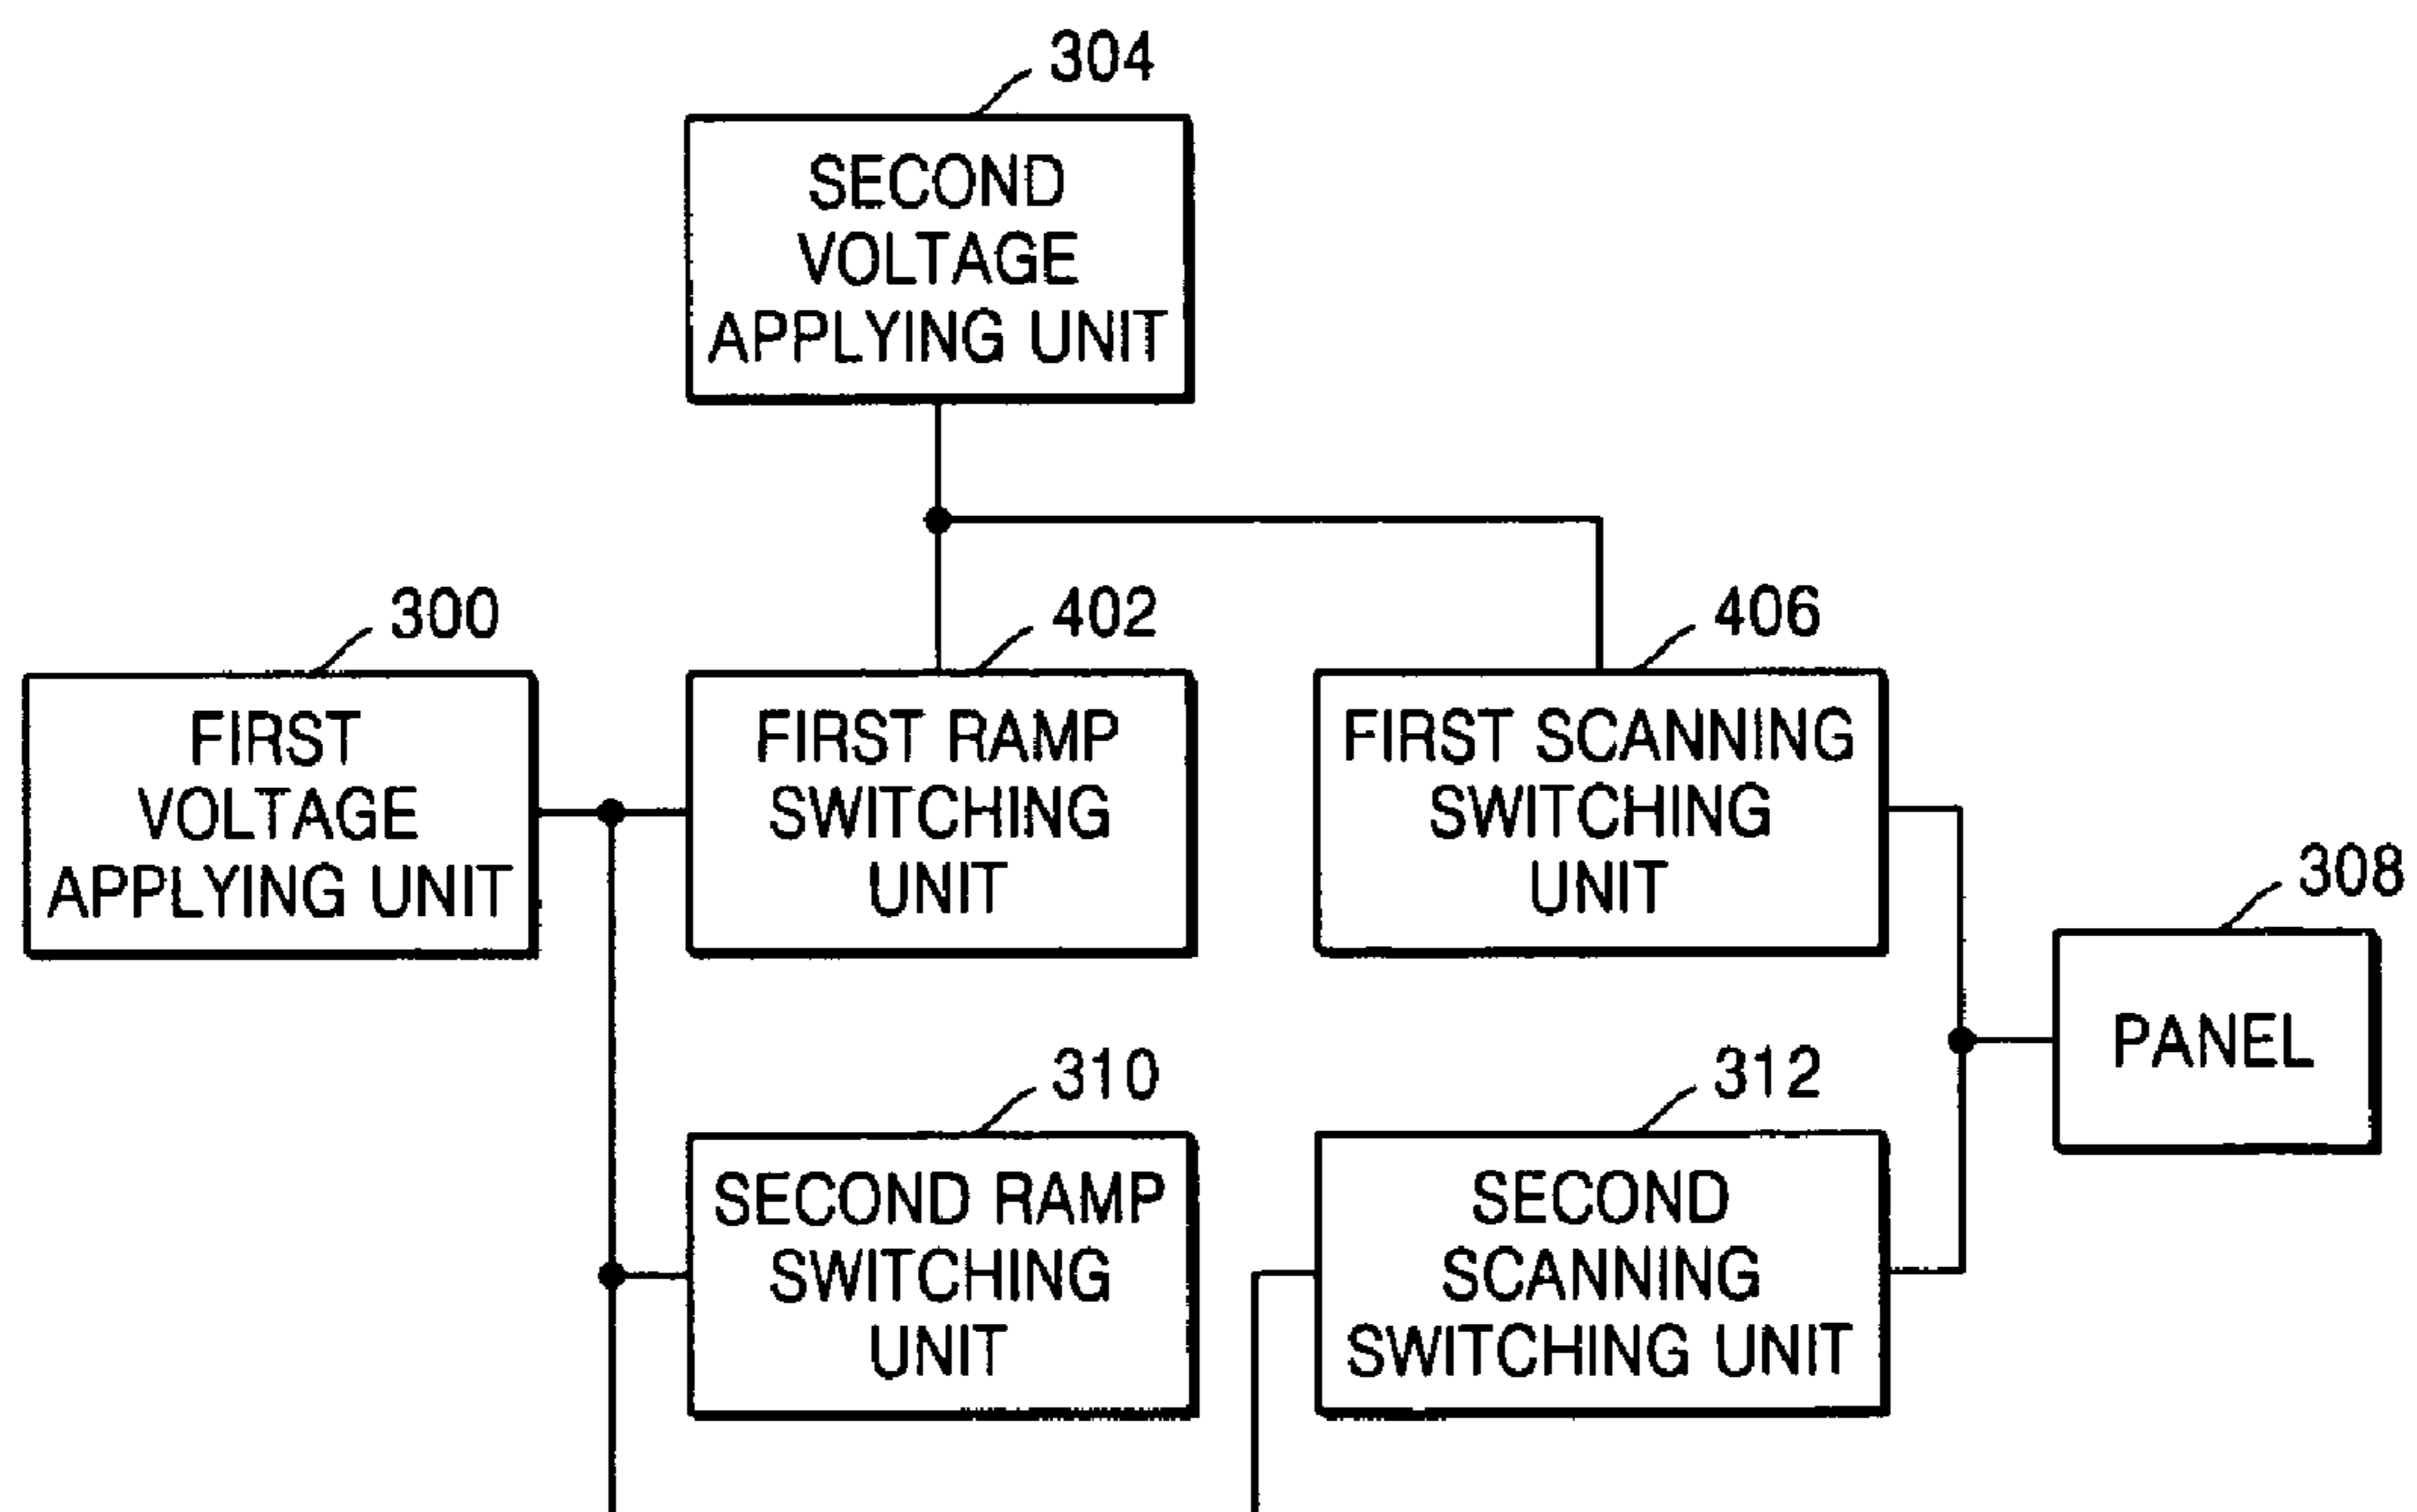 304
SECOND
VOLTAGE
APPLYING UNIT
300
FIRST
VOLTAGE
APPLYING UNIT
402
FIRST RAMP
SWITCHING
UNIT
406
FIRST SCANNING
SWITCHING
UNIT
308
PANEL
310
SECOND RAMP
SWITCHING
UNIT
312
SECOND
SCANNING
SWITCHING UNIT